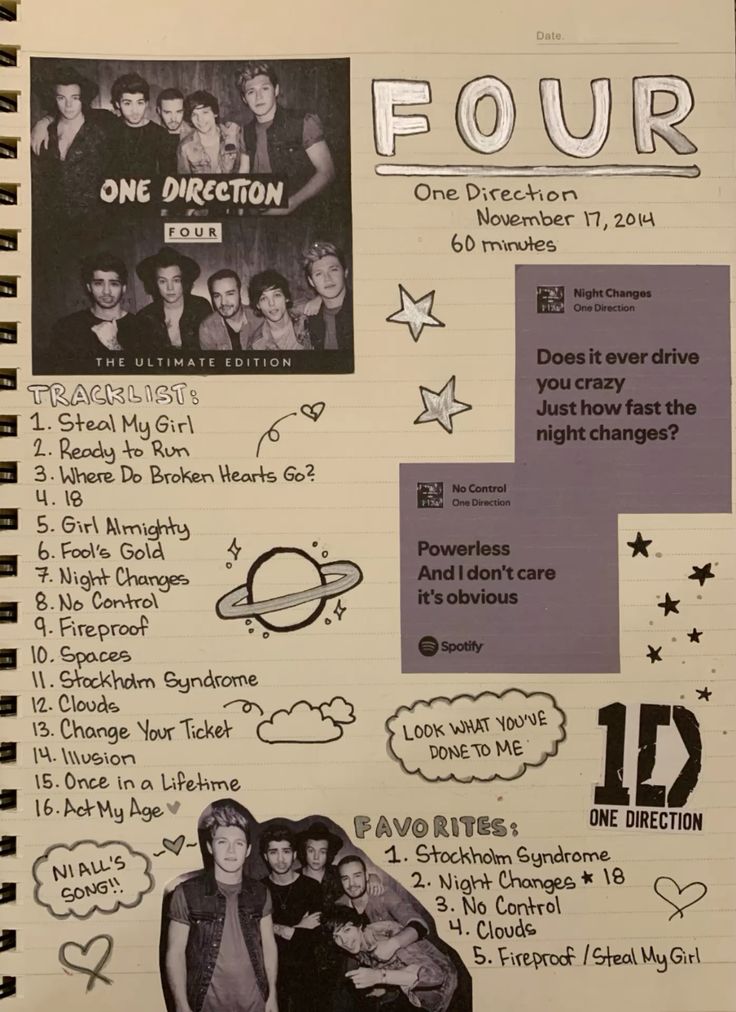 Date.
ONE DIRECTION
FOUR
THE ULTIMATE EDITION
FOUR
One Direction
November 17, 2014
60 minutes
Night Changes
One Direction
Does it ever drive
you crazy
Just how fast the
night changes?
No Control
One Direction
Powerless
And I don't care
it's obvious
Spotify
TRACKLIST:
1. Steal My Girl
2. Ready to Run
3. Where Do Broken Hearts Go?
4. 18
5. Girl Almighty
6. Fool's Gold
7. Night Changes
8. No Control
9. Fireproof
10. Spaces
11. Stockholm Syndrome
12. Clouds
13. Change Your Ticket
14. Illusion
15. Once in a Lifetime
16. Act My Age
LOOK WHAT YOU'VE
DONE TO ME
1D
ONE DIRECTION
NIALL'S
SONG!!
FAVORITES:
1. Stockholm Syndrome
2. Night Changes * 18
3. No Control
4. Clouds
5. Fireproof / Steal My Girl